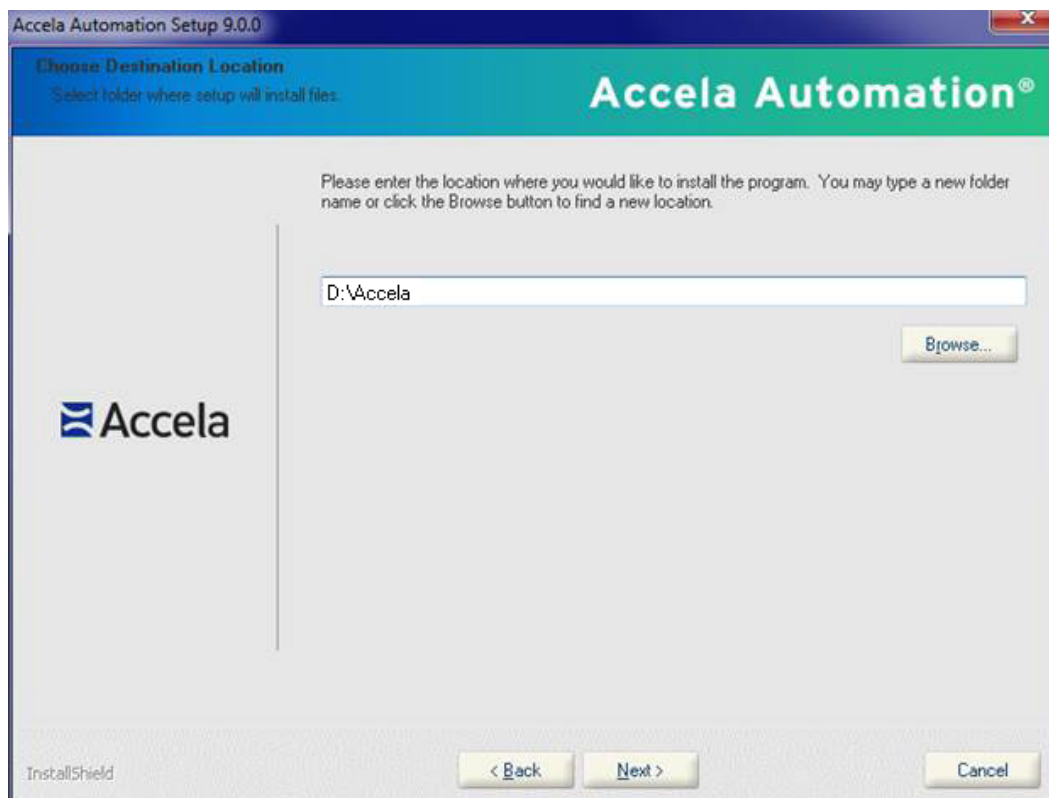 Accela Automation Setup 9.0.0
x
Choose Destination Location
Select folder where setup will install files.
Accela Automation®
Please enter the location where you would like to install the program. You may type a new folder
name or click the Browse button to find a new location.
D:\Accela
Browse...
Accela
InstallShield
< Back
Next >
Cancel